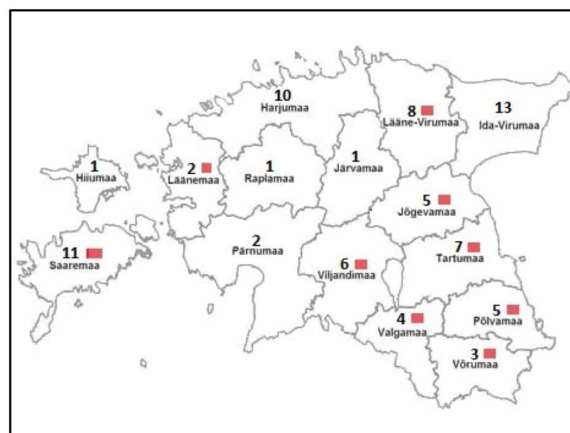 10
Harjumaa
8
Lääne-Virumaa
13
Ida-Virumaa
1
Hiiumaa
2
Läänemaa
1
Raplamaa
1
Järvamaa
5
Jõgevamaa
11
Saaremaa
2
Pärnumaa
6
Viljandimaa
7
Tartumaa
4
Valgamaa
5
Põlvamaa
3
Võrumaa